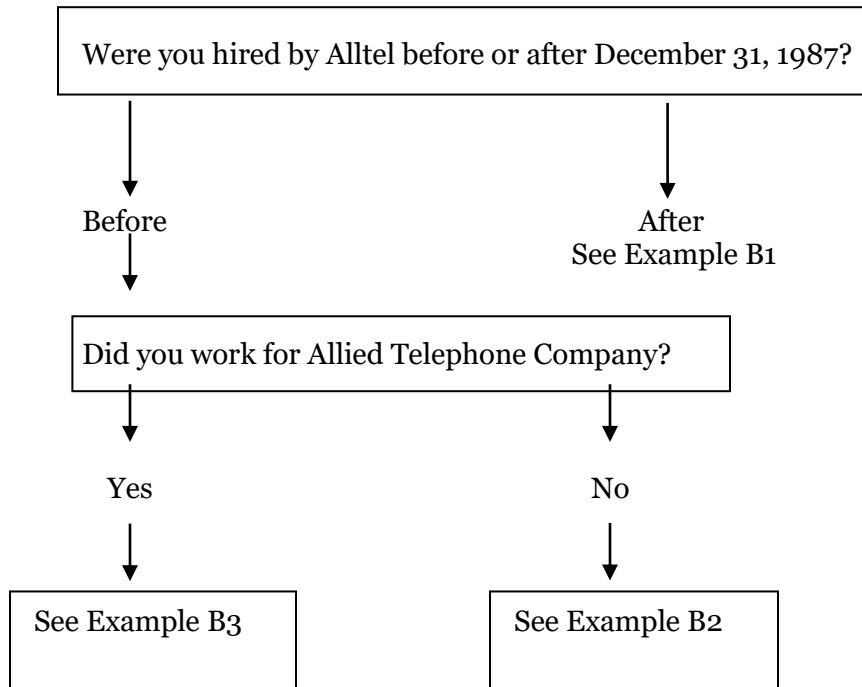 Were you hired by Alltel before or after December 31, 1987?
Before
After
See Example B1
Did you work for Allied Telephone Company?
Yes
No
See Example B3
See Example B2